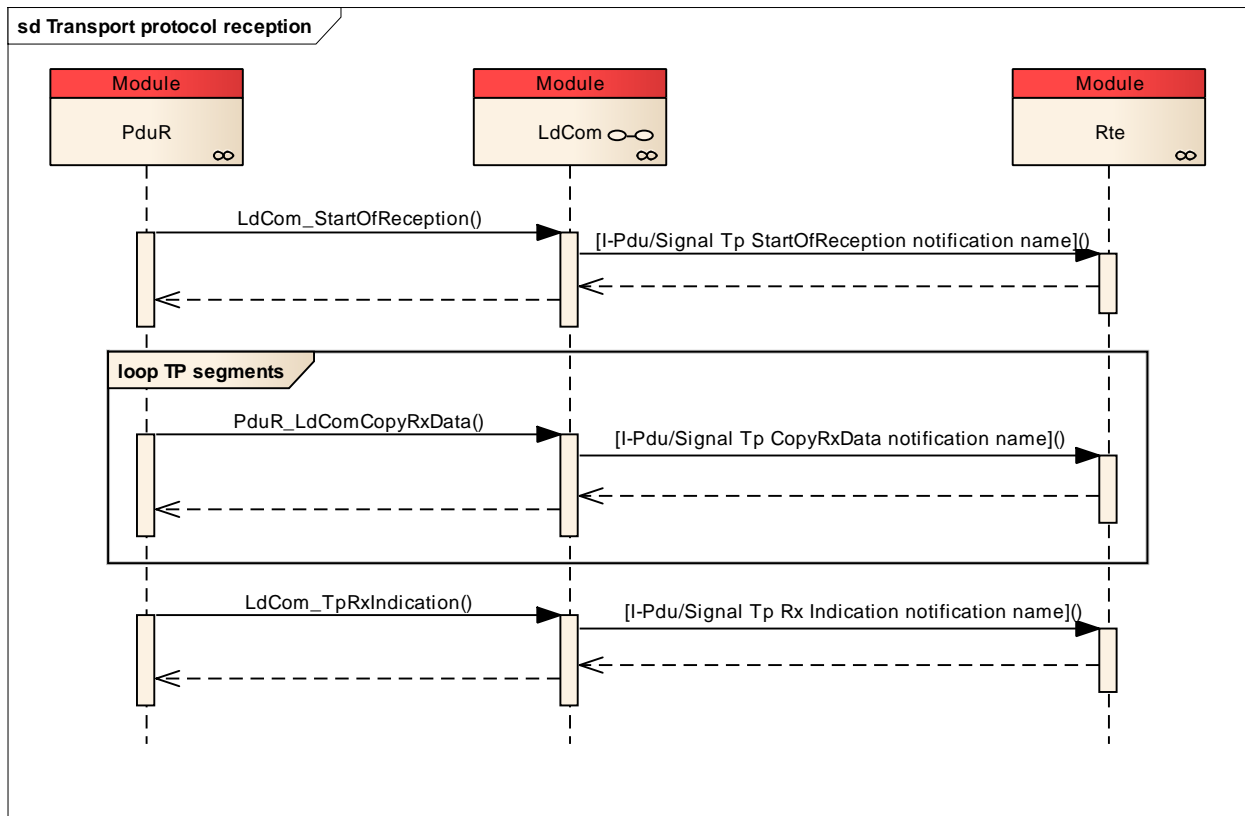 sd Transport protocol reception
Module
Module
Module
PduR
LdCom
Rte
LdCom_StartOfReception()
[I-Pdu/Signal Tp StartOfReception notification name]()
loop TP segments
PduR_LdComCopyRxData()
[I-Pdu/Signal Tp CopyRxData notification name]()
LdCom_TpRxIndication()
[I-Pdu/Signal Tp Rx Indication notification name]()